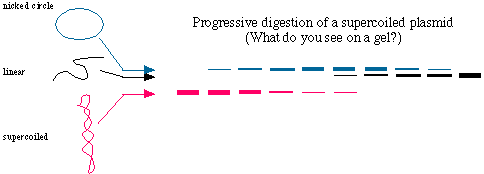 nicked circle
Progressive digestion of a supercoiled plasmid
(What do you see on a gel?)
linear
supercoiled